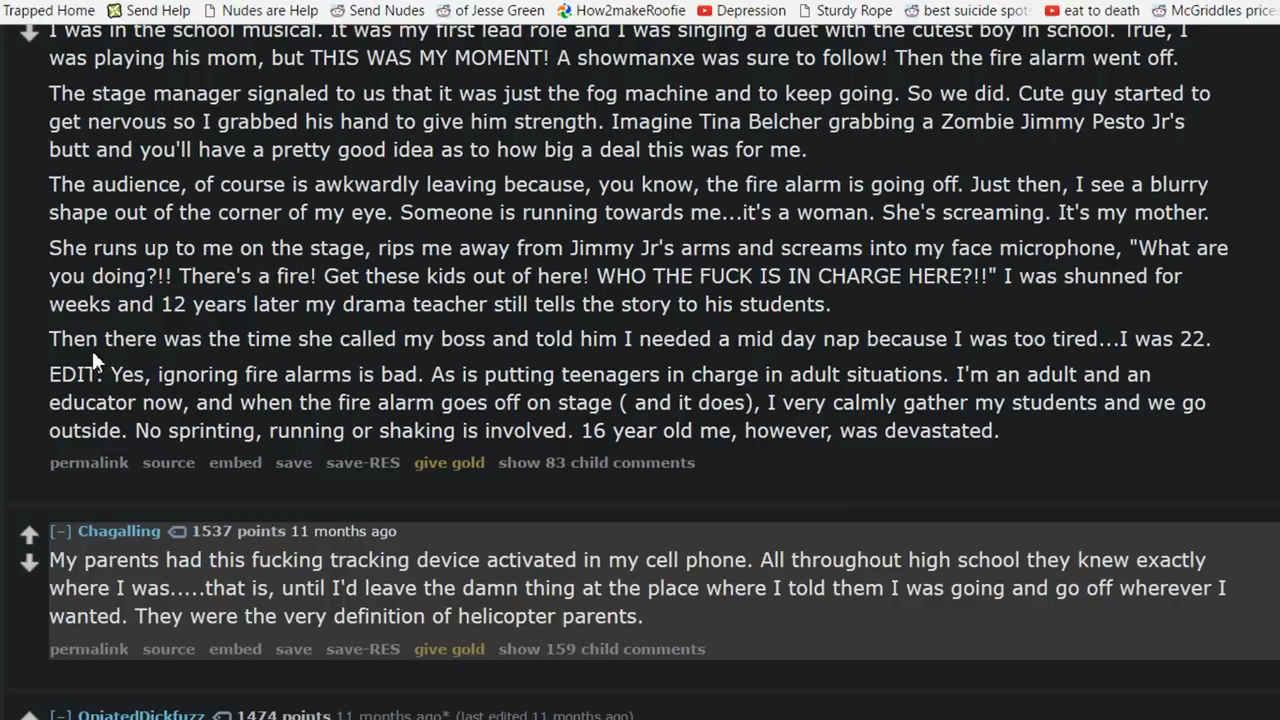 Trapped Home Send Help Nudes are Help Send Nudes of Jesse Green How2makeRoofie Depression Sturdy Rope best suicide spot eat to death McGriddles price
I was in the school musical. It was my first lead role and I was singing a duet with the cutest boy in school. True, I
was playing his mom, but THIS WAS MY MOMENT! A showmanxe was sure to follow! Then the fire alarm went off.
The stage manager signaled to us that it was just the fog machine and to keep going. So we did. Cute guy started to
get nervous so I grabbed his hand to give him strength. Imagine Tina Belcher grabbing a Zombie Jimmy Pesto Jr's
butt and you'll have a pretty good idea as to how big a deal this was for me.
The audience, of course is awkwardly leaving because, you know, the fire alarm is going off. Just then, I see a blurry
shape out of the corner of my eye. Someone is running towards me...it's a woman. She's screaming. It's my mother.
She runs up to me on the stage, rips me away from Jimmy Jr's arms and screams into my face microphone, "What are
you doing?!! There's a fire! Get these kids out of here! WHO THE FUCK IS IN CHARGE HERE?!!" I was shunned for
weeks and 12 years later my drama teacher still tells the story to his students.
Then there was the time she called my boss and told him I needed a mid day nap because I was too tired...I was 22.
EDIT: Yes, ignoring fire alarms is bad. As is putting teenagers in charge in adult situations. I'm an adult and an
educator now, and when the fire alarm goes off on stage ( and it does), I very calmly gather my students and we go
outside. No sprinting, running or shaking is involved. 16 year old me, however, was devastated.
permalink source embed save save-RES give gold show 83 child comments
[-] Chagalling 1537 points 11 months ago
My parents had this fucking tracking device activated in my cell phone. All throughout high school they knew exactly
where I was.....that is, until I'd leave the damn thing at the place where I told them I was going and go off wherever I
wanted. They were the very definition of helicopter parents.
permalink source embed save save-RES give gold show 159 child comments
[-] OpiatedDickfuzz 1474 points 11 months ago* (last edited 11 months ago)